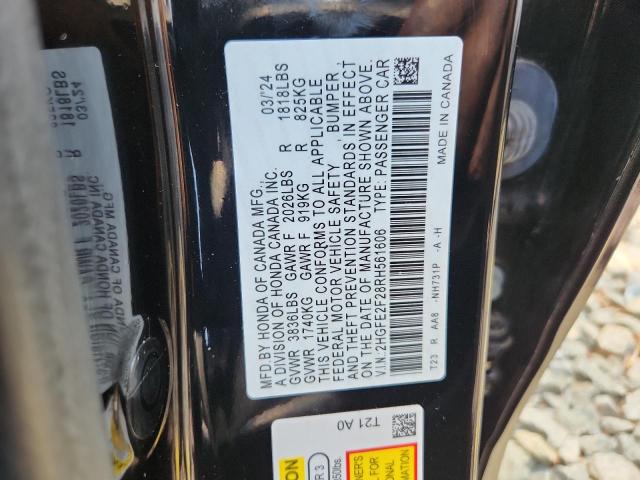 MFD.BY HONDA OF CANADA MFG., 03/'24
A DIVISION OF HONDA CANADA INC.
GVWR 3836LBS GAWR F 2026LBS R 1818LBS
GVWR 1740KG GAWR F 919KG R 825KG
THIS VEHICLE CONFORMS TO ALL APPLICABLE
FEDERAL MOTOR VEHICLE SAFETY, BUMPER
AND THEFT PREVENTION STANDARDS, IN EFFECT
ON THE DATE OF MANUFACTURE SHOWN ABOVE.
VIN: 2HGFE2F28RH561606 TYPE: PASSENGER CAR
T23 R AA8 -NH731P -A -H MADE IN CANADA
T21 A0